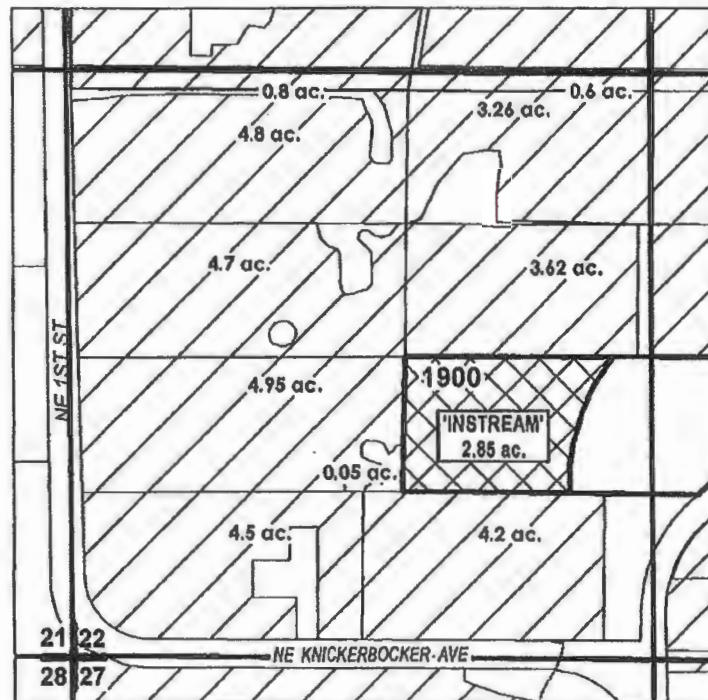 0.8 ac.
0.6 ac.
3.26 ac.
4.8 ac.
4.7 ac.
3.62 ac.
NE 1ST ST
4.95 ac.
1900
'INSTREAM'
2.85 ac.
0.05 ac.
4.5 ac.
4.2 ac.
21 22
28 27
NE KNICKERBOCKER AVE